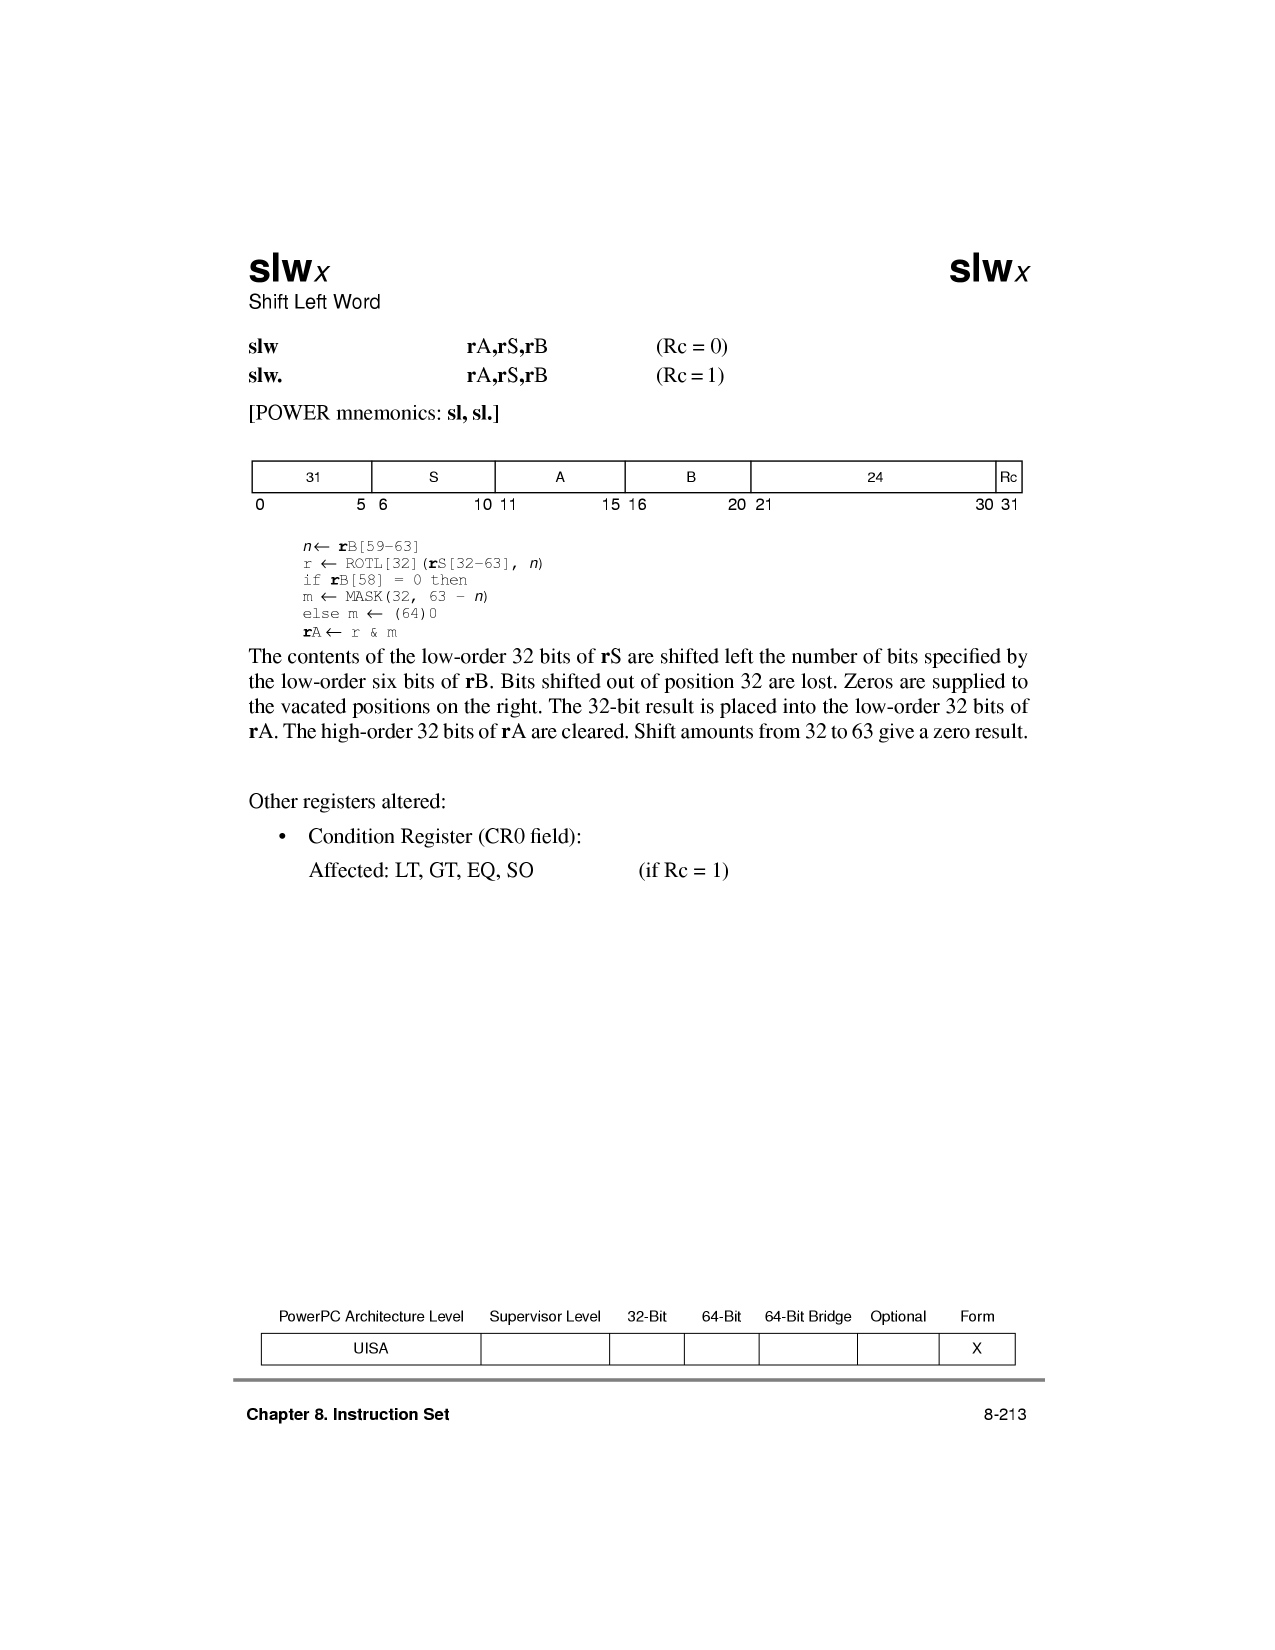 slwx slwx
Shift Left Word
slw rA,rS,rB (Rc = 0)
slw. rA,rS,rB (Rc = 1)
[POWER mnemonics: sl, sl.]
31 S A B 24 Rc
0 5 6 10 11 15 16 20 21 30 31
n← rB[59–63]
r ← ROTL[32](rS[32–63], n)
if rB[58] = 0 then
m ← MASK(32, 63 – n)
else m ← (64)0
rA← r & m
The contents of the low-order 32 bits of rS are shifted left the number of bits specified by
the low-order six bits of rB. Bits shifted out of position 32 are lost. Zeros are supplied to
the vacated positions on the right. The 32-bit result is placed into the low-order 32 bits of
rA. The high-order 32 bits of rA are cleared. Shift amounts from 32 to 63 give a zero result.
Other registers altered:
• Condition Register (CR0 field):
Affected: LT, GT, EQ, SO (if Rc = 1)
PowerPC Architecture Level Supervisor Level 32-Bit 64-Bit 64-Bit Bridge Optional Form
UISA X
Chapter 8. Instruction Set 8-213